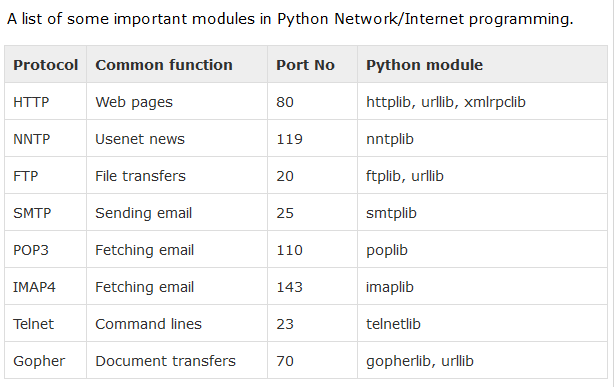 A list of some important modules in Python Network/Internet programming.
Protocol Common function Port No Python module
HTTP Web pages 80 httplib, urllib, xmlrpclib
NNTP Usenet news 119 nntplib
FTP File transfers 20 ftplib, urllib
SMTP Sending email 25 smtplib
POP3 Fetching email 110 poplib
IMAP4 Fetching email 143 imaplib
Telnet Command lines 23 telnetlib
Gopher Document transfers 70 gopherlib, urllib